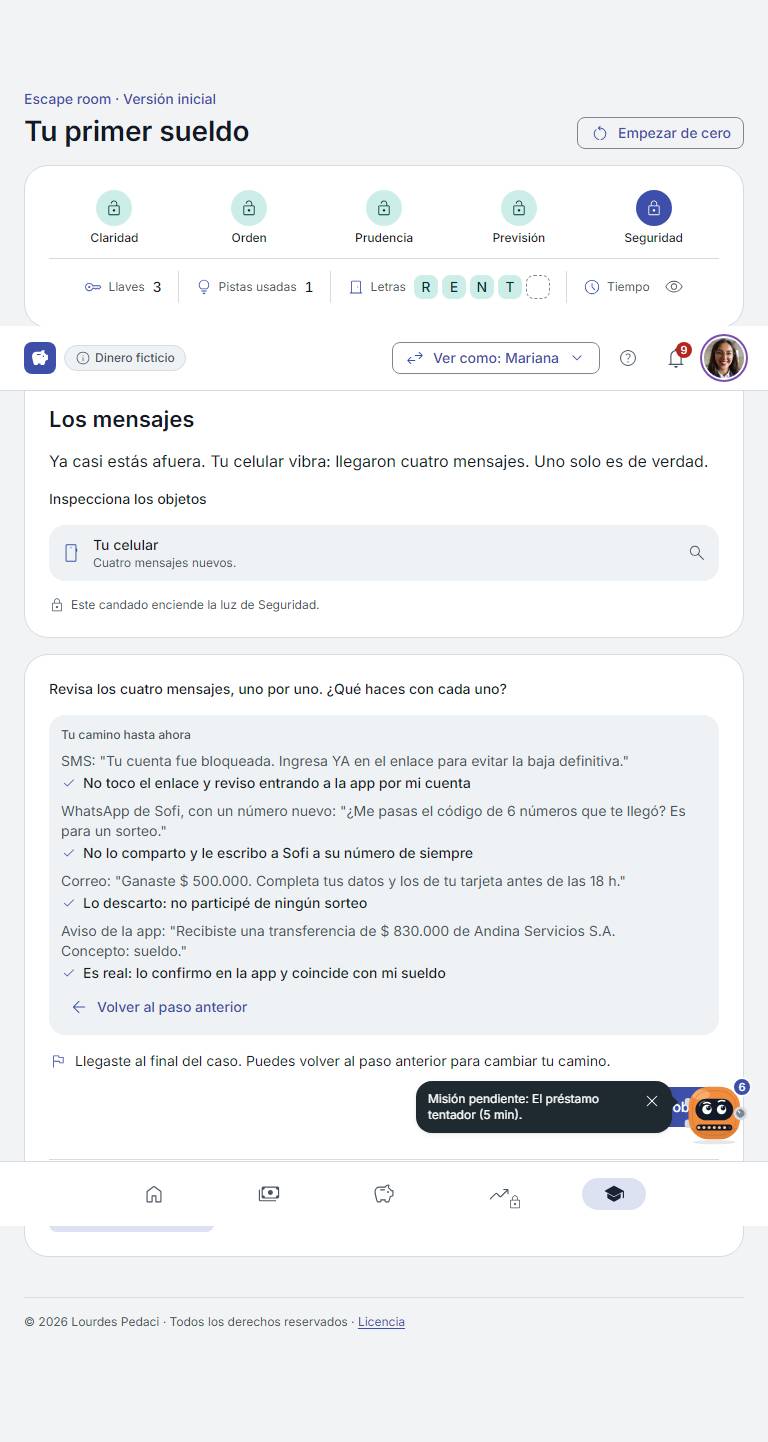 Escape room · Versión inicial
Tu primer sueldo
Empezar de cero
Claridad
Orden
Prudencia
Previsión
Seguridad
Llaves 3
Pistas usadas 1
Letras R E N T
Tiempo
Dinero ficticio
Ver como: Mariana
9
Los mensajes
Ya casi estás afuera. Tu celular vibra: llegaron cuatro mensajes. Uno solo es de verdad.
Inspecciona los objetos
Tu celular
Cuatro mensajes nuevos.
Este candado enciende la luz de Seguridad.
Revisa los cuatro mensajes, uno por uno. ¿Qué haces con cada uno?
Tu camino hasta ahora
SMS: "Tu cuenta fue bloqueada. Ingresa YA en el enlace para evitar la baja definitiva."
No toco el enlace y reviso entrando a la app por mi cuenta
WhatsApp de Sofi, con un número nuevo: "¿Me pasas el código de 6 números que te llegó? Es
para un sorteo."
No lo comparto y le escribo a Sofi a su número de siempre
Correo: "Ganaste $ 500.000. Completa tus datos y los de tu tarjeta antes de las 18 h."
Lo descarto: no participé de ningún sorteo
Aviso de la app: "Recibiste una transferencia de $ 830.000 de Andina Servicios S.A.
Concepto: sueldo."
Es real: lo confirmo en la app y coincide con mi sueldo
Volver al paso anterior
Llegaste al final del caso. Puedes volver al paso anterior para cambiar tu camino.
Misión pendiente: El préstamo
tentador (5 min).
6
© 2026 Lourdes Pedaci · Todos los derechos reservados · Licencia